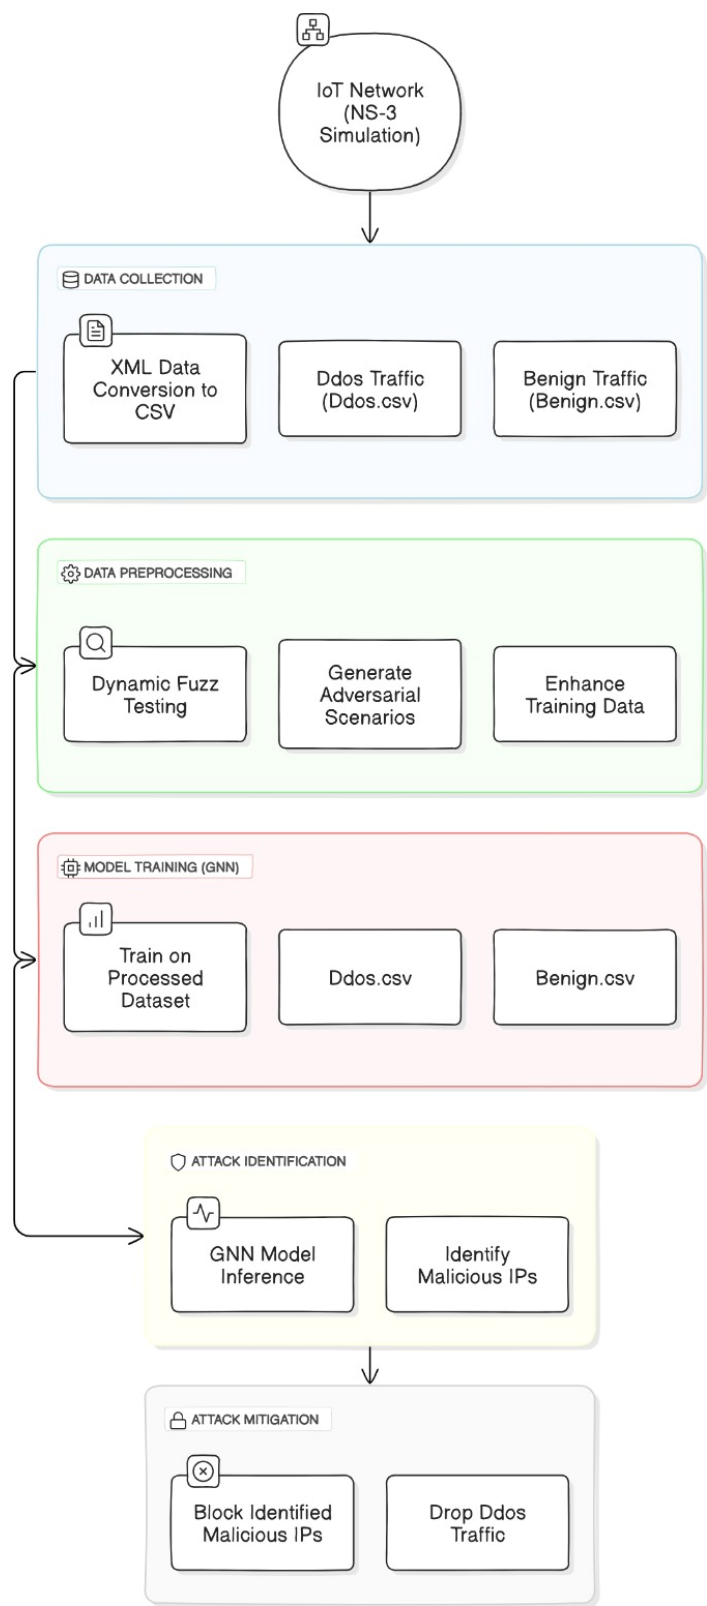 IoT Network
(NS-3
Simulation)
DATA COLLECTION
XML Data
Conversion to
CSV
Ddos Traffic
(Ddos.csv)
Benign Traffic
(Benign.csv)
DATA PREPROCESSING
Dynamic Fuzz
Testing
Generate
Adversarial
Scenarios
Enhance
Training Data
MODEL TRAINING (GNN)
Train on
Processed
Dataset
Ddos.csv
Benign.csv
ATTACK IDENTIFICATION
GNN Model
Inference
Identify
Malicious IPs
ATTACK MITIGATION
Block Identified
Malicious IPs
Drop Ddos
Traffic